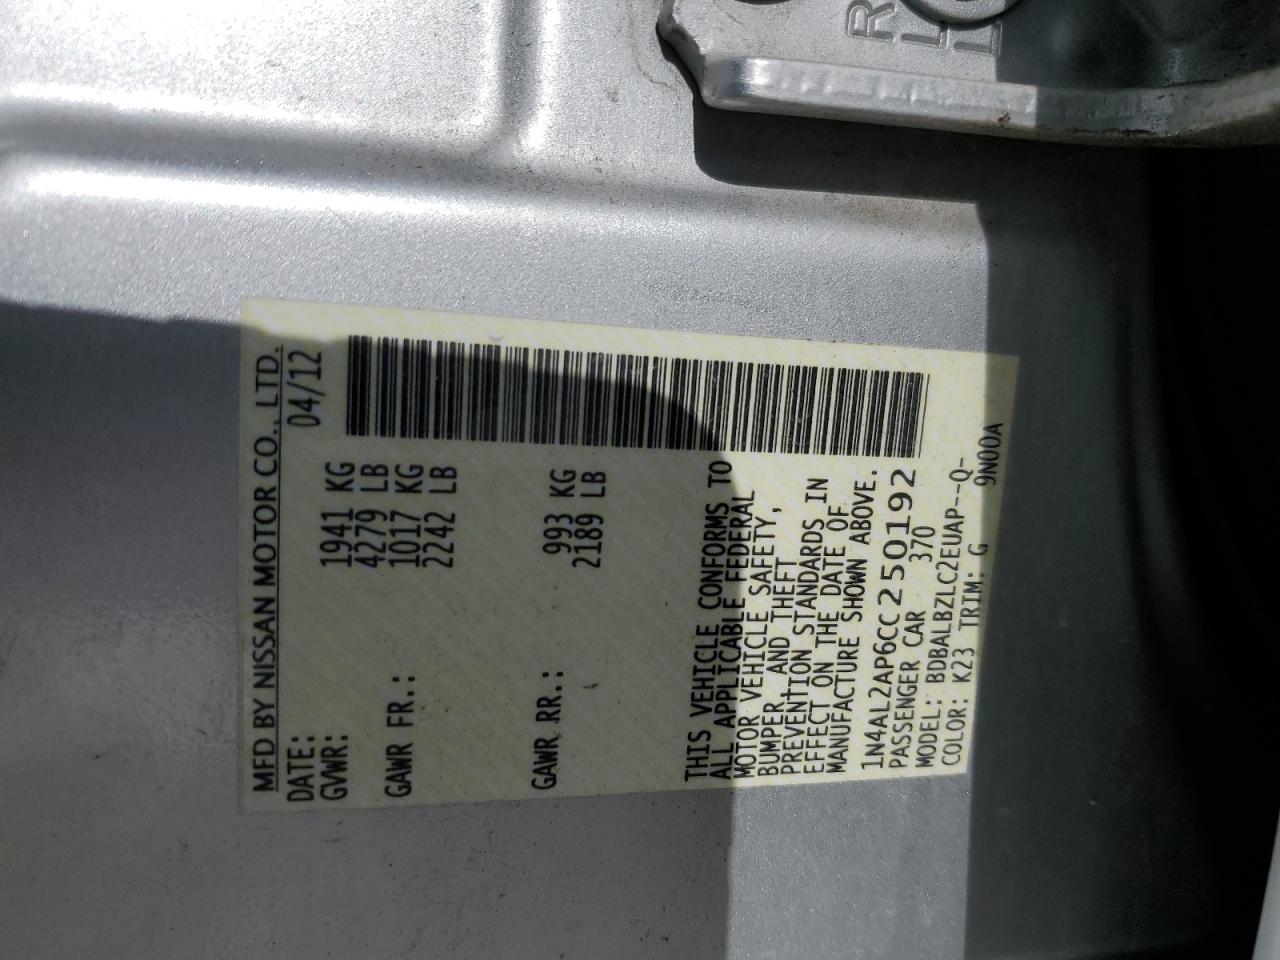 MFD BY NISSAN MOTOR CO., LTD.
DATE: 04/12
GVWR: 1941 KG
4279 LB
GAWR FR.: 1017 KG
2242 LB
GAWR RR.: 993 KG
2189 LB
THIS VEHICLE CONFORMS TO
ALL APPLICABLE FEDERAL
MOTOR VEHICLE SAFETY,
BUMPER, AND THEFT
PREVENTION STANDARDS IN
EFFECT ON THE DATE OF
MANUFACTURE SHOWN ABOVE.
1N4AL2AP6CC250192
PASSENGER CAR 370
MODEL: BDBALBZLC2EUAP--Q-
COLOR: K23 TRIM: G 9N00A